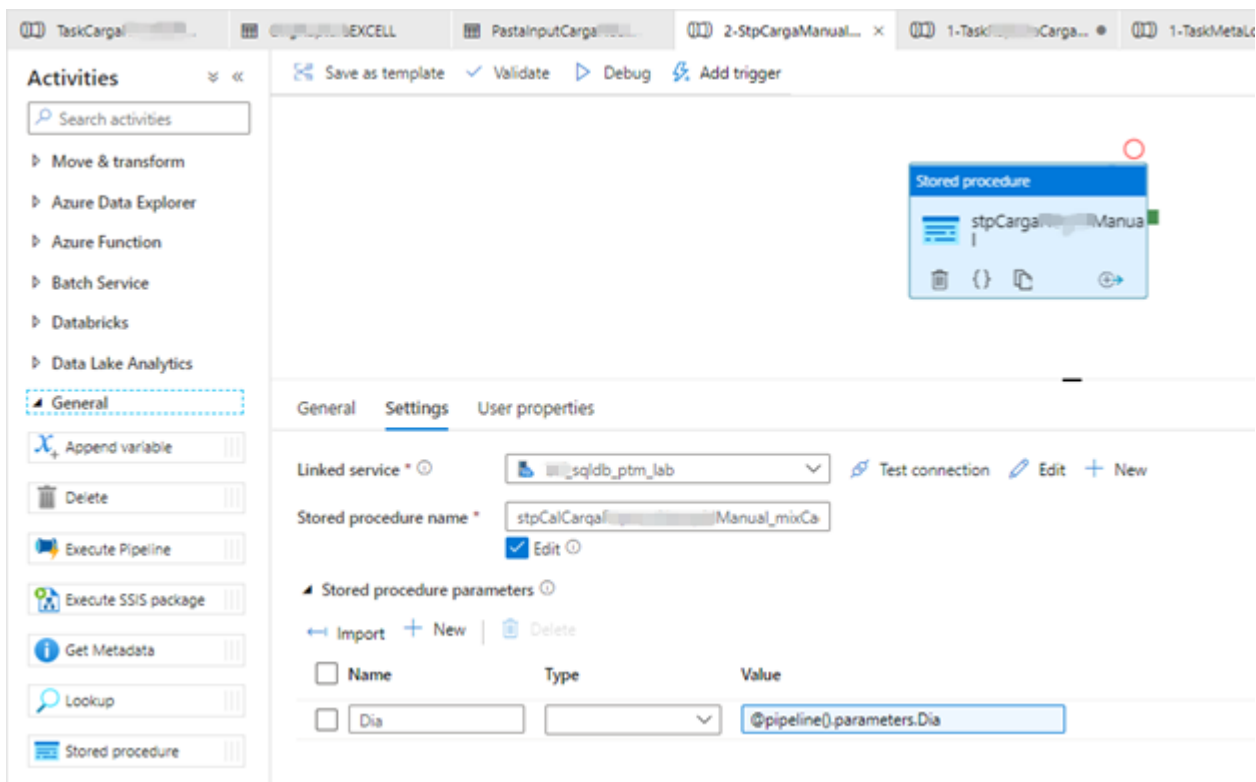 TaskCarga
EXCELL
PastaInputCarga
2-StpCargaManual...
1-Task Carga...
1-TaskMetaLo
Activities
Save as template
Validate
Debug
Add trigger
Search activities
Move & transform
Azure Data Explorer
Azure Function
Batch Service
Databricks
Data Lake Analytics
General
Append variable
Delete
Execute Pipeline
Execute SSIS package
Get Metadata
Lookup
Stored procedure
Stored procedure
stpCarga Manua
l
General Settings User properties
Linked service *
_sqldb_ptm_lab
Test connection
Edit
New
Stored procedure name *
stpCalCarga Manual_mixCa
Edit
Stored procedure parameters
Import New Delete
Name Type Value
Dia @pipeline().parameters.Dia